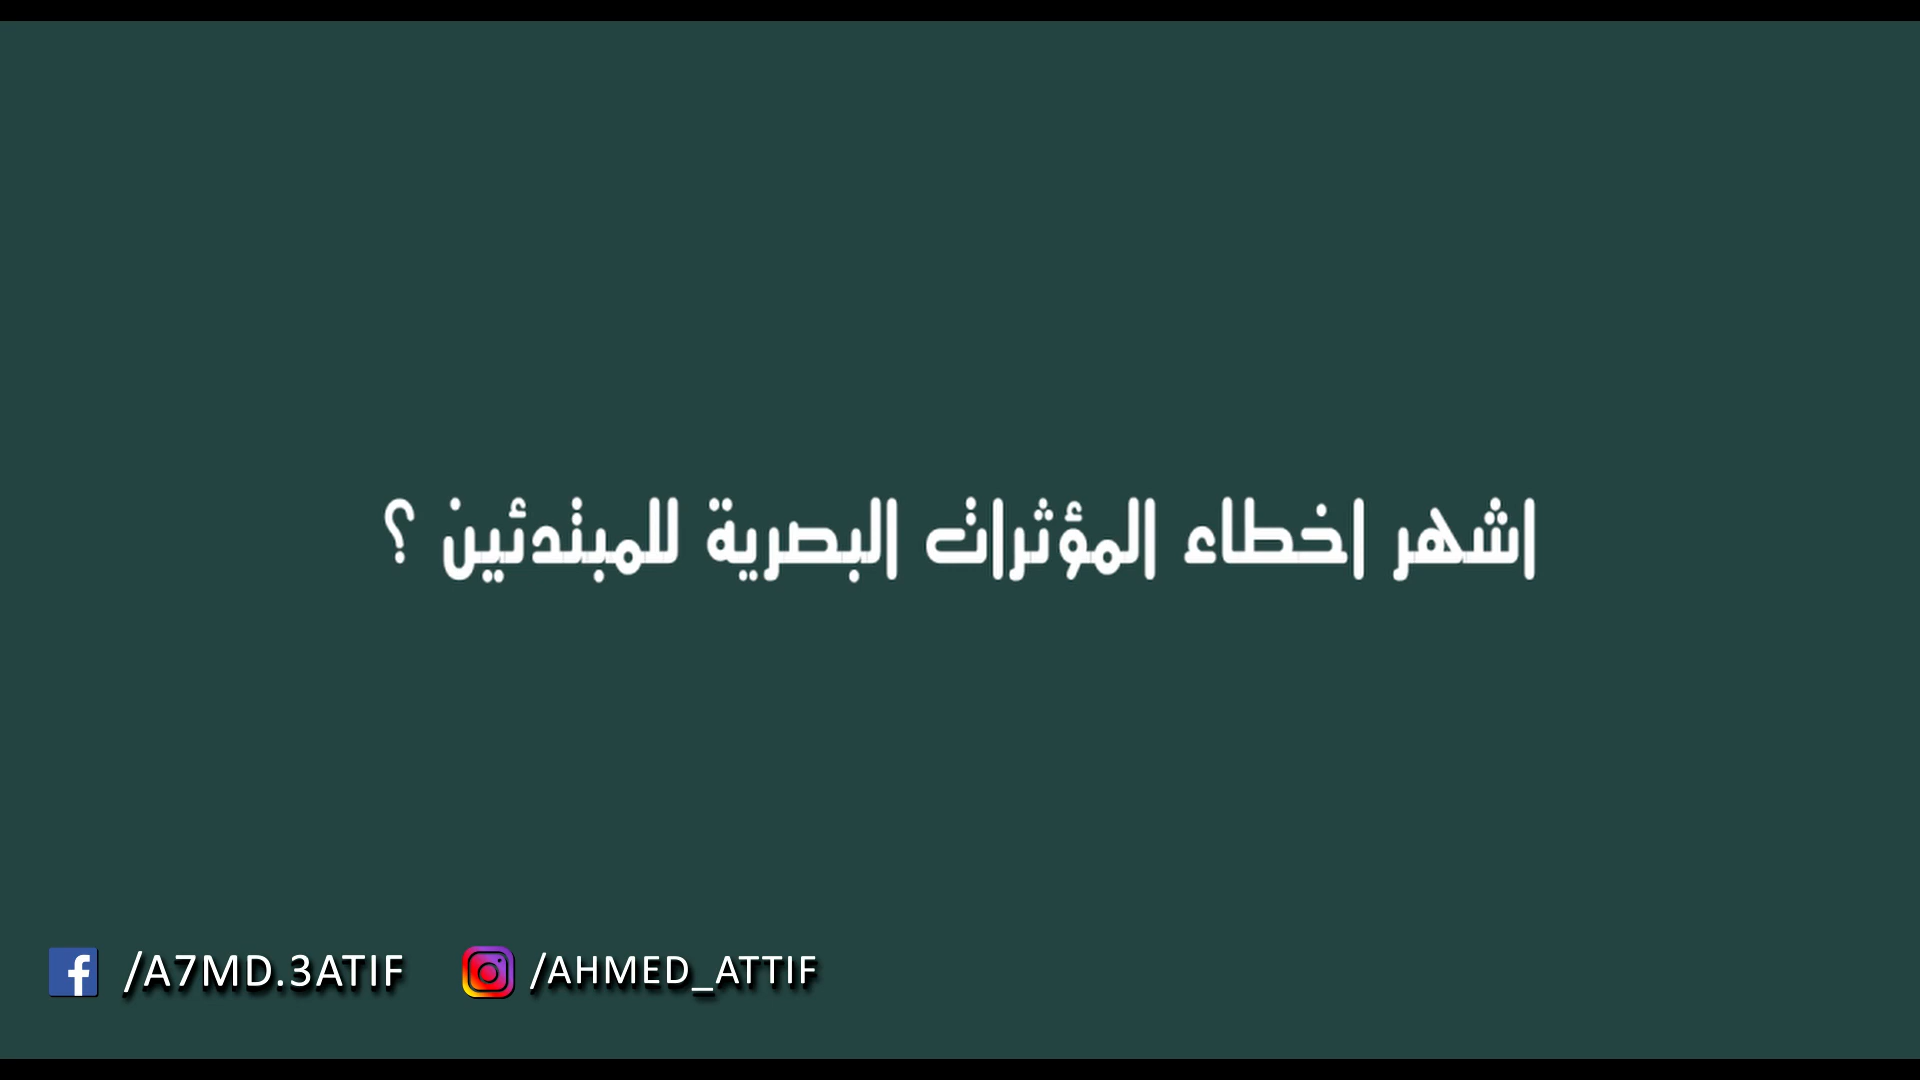 اشهر اخطاء المؤثرات البصرية للمبتدئين ؟
/A7MD.3ATIF
/AHMED_ATTIF